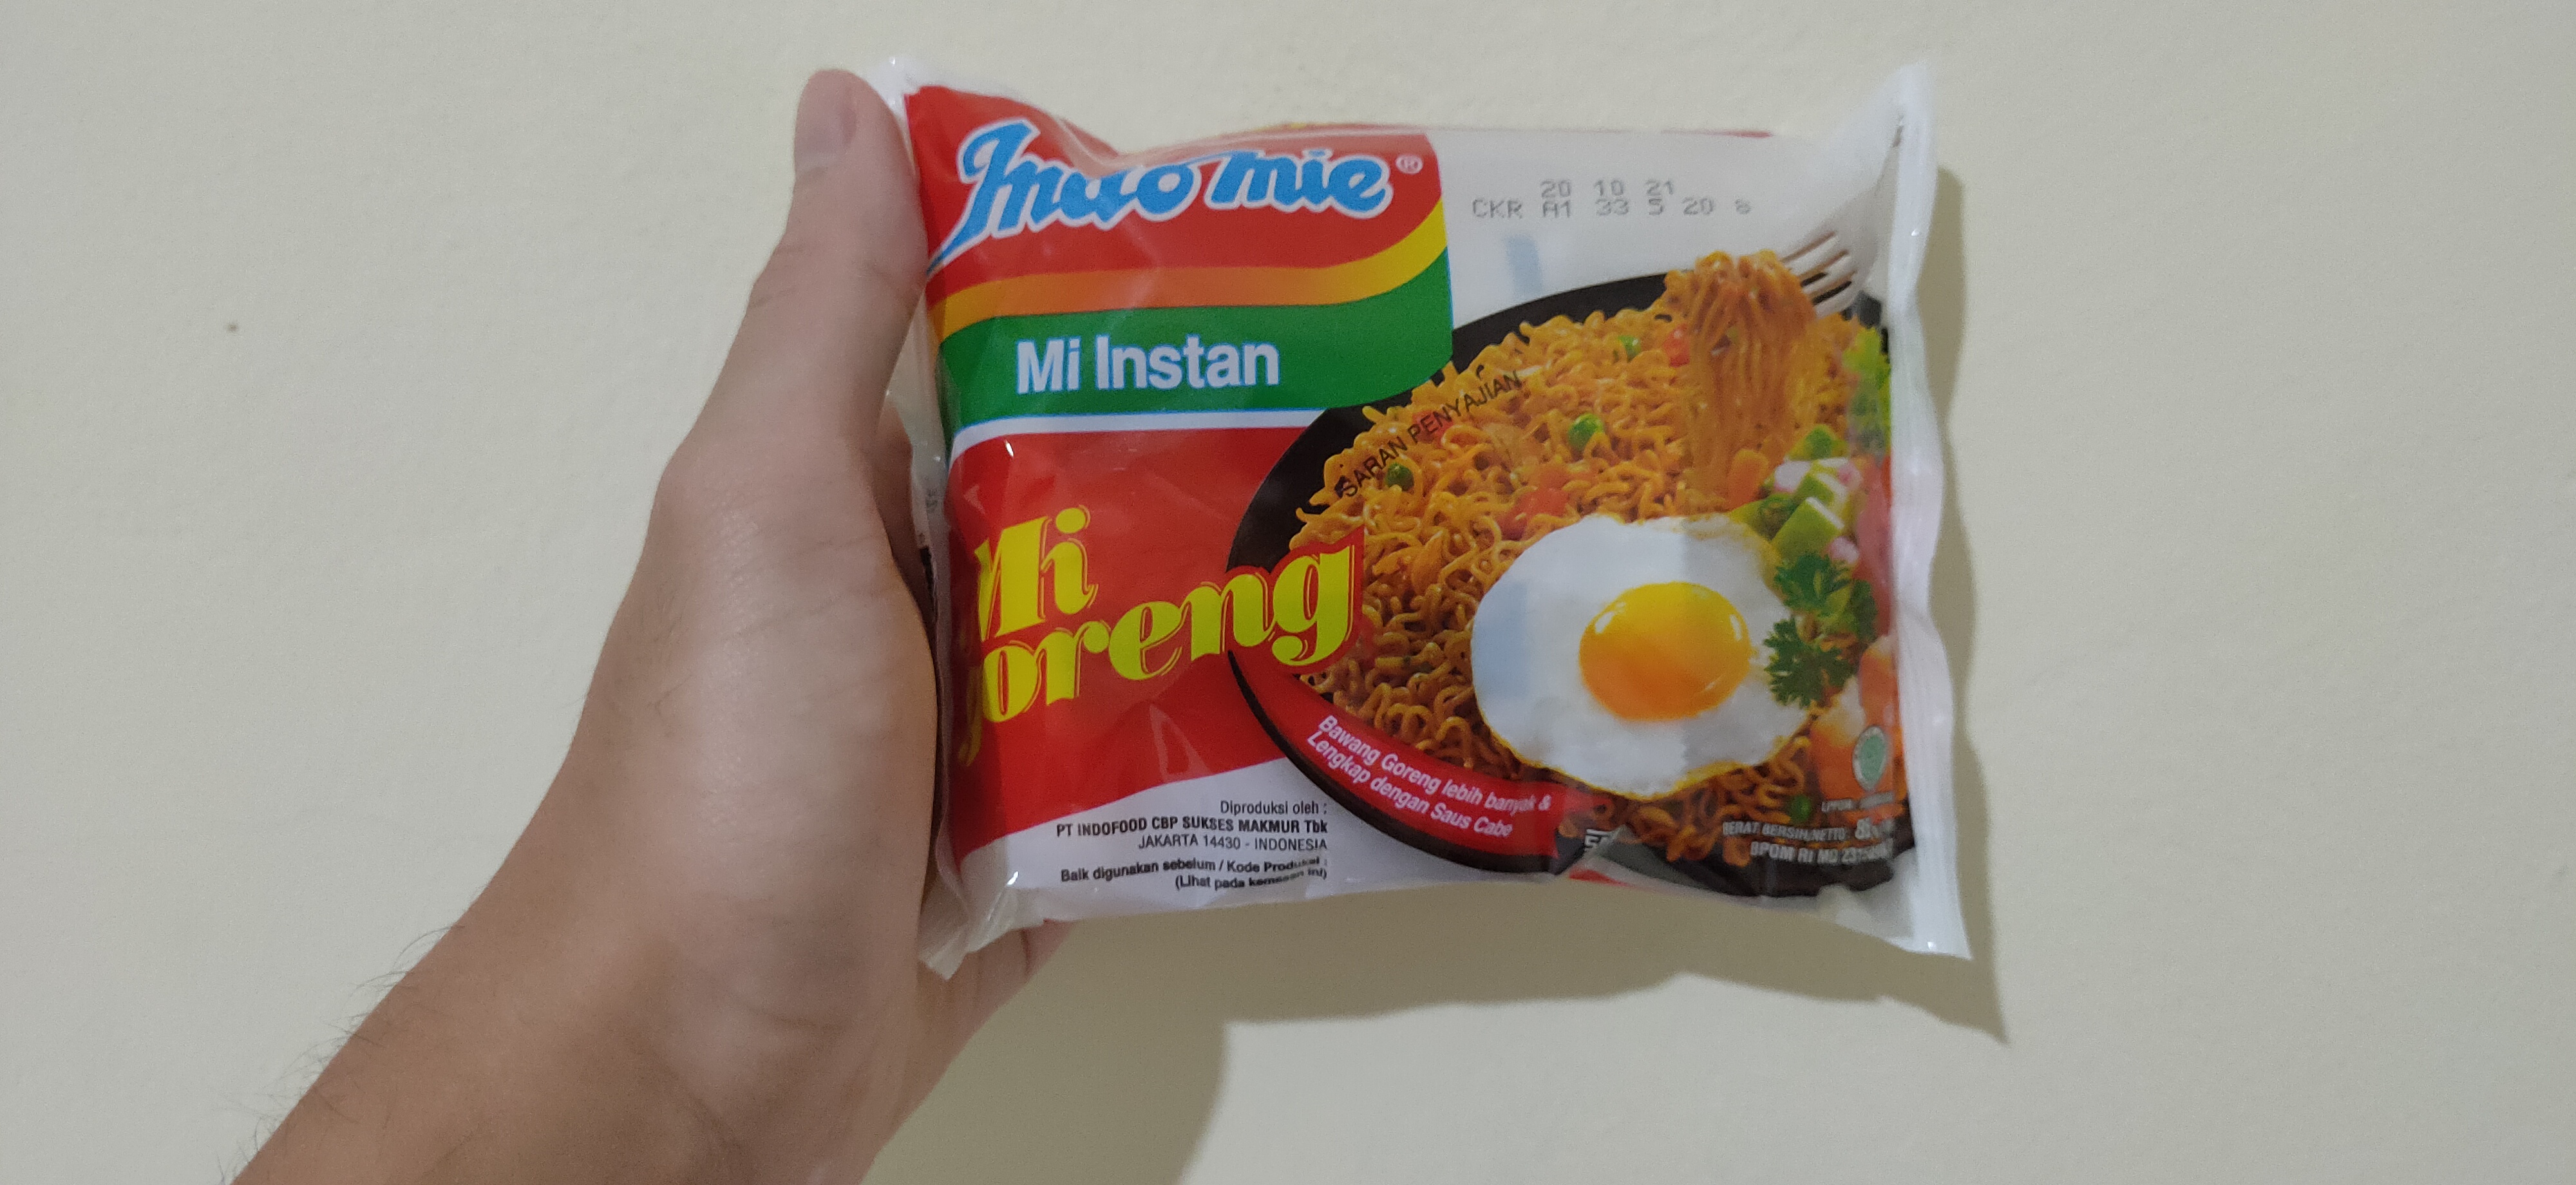 Indomie®
20 10 21
CKR A1 33 5 20 8
Mi Instan
SARAN PENYAJIAN
Mi
goreng
Bawang Goreng lebih banyak &
Lengkap dengan Saus Cabe
Diproduksi oleh :
PT INDOFOOD CBP SUKSES MAKMUR Tbk
JAKARTA 14430 - INDONESIA
Baik digunakan sebelum / Kode Produksi :
(Lihat pada kemasan ini)
BERAT BERSIH/NETTO:
BPOM RI MD